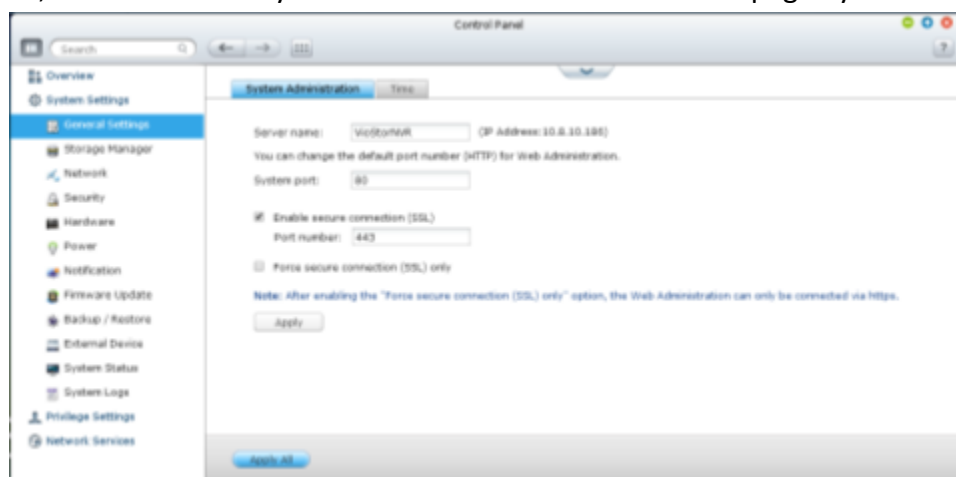 Control Panel
Search
?
Overview
System Settings
General Settings
Storage Manager
Network
Security
Hardware
Power
Notification
Firmware Update
Backup / Restore
External Device
System Status
System Logs
Privilege Settings
Network Services
System Administration
Time
Server name: VioStorNVR (IP Address: 10.8.10.186)
You can change the default port number (HTTP) for Web Administration.
System port: 80
Enable secure connection (SSL)
Port number: 443
Force secure connection (SSL) only
Note: After enabling the "Force secure connection (SSL) only" option, the Web Administration can only be connected via https.
Apply
Apply All